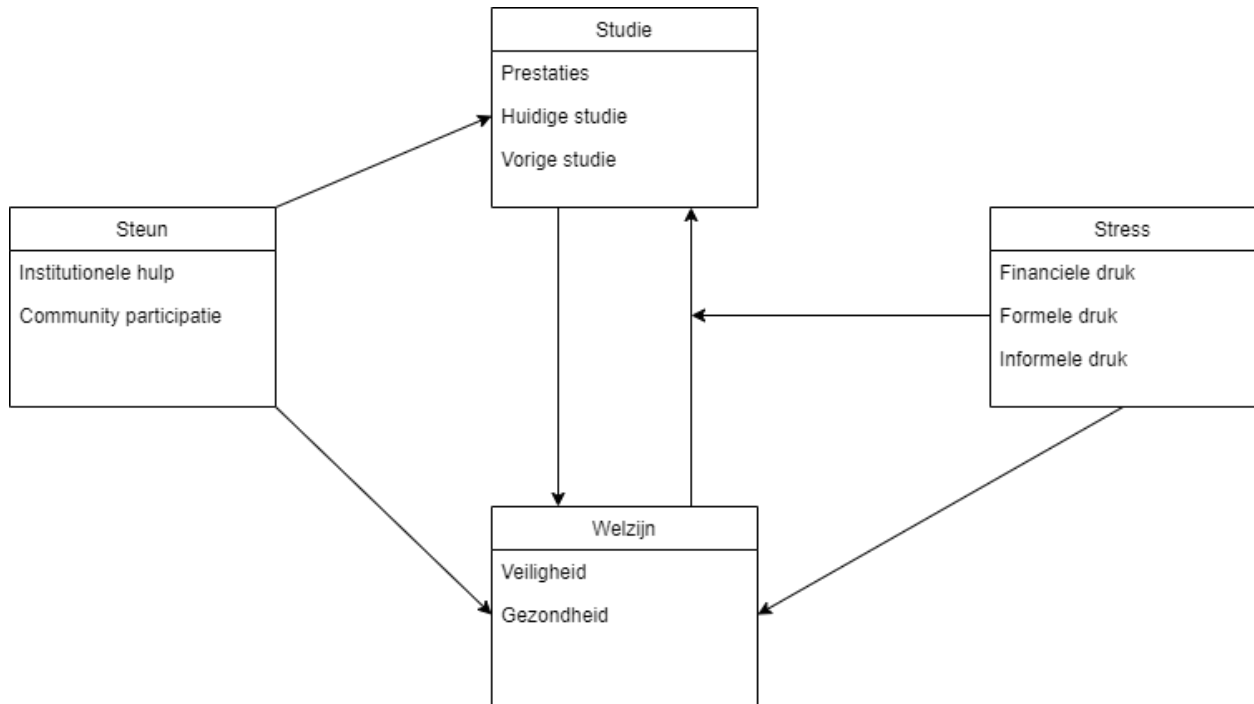 Studie
Prestaties
Huidige studie
Vorige studie
Steun
Institutionele hulp
Community participatie
Stress
Financiele druk
Formele druk
Informele druk
Welzijn
Veiligheid
Gezondheid